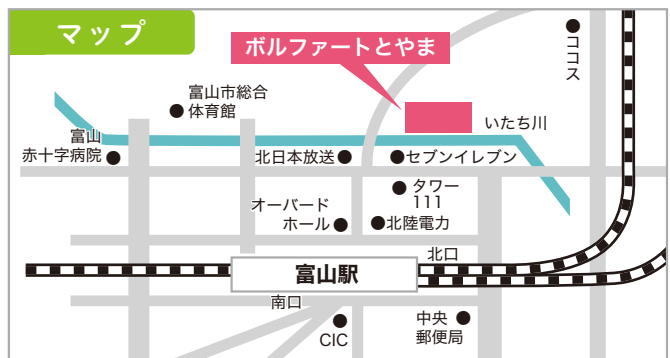 マップ
ボルファートとやま
ココス
富山市総合
体育館
いたち川
富山
赤十字病院
北日本放送
セブンイレブン
タワー
111
オーバード
ホール
北陸電力
北口
富山駅
南口
CIC
中央
郵便局